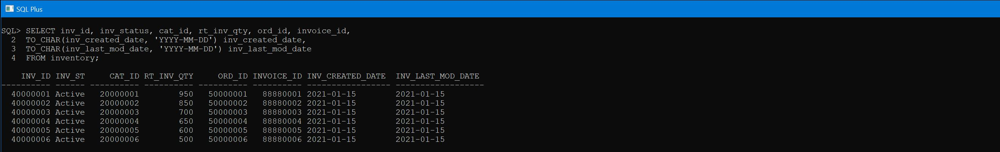 SQL Plus
SQL> SELECT inv_id, inv_status, cat_id, rt_inv_qty, ord_id, invoice_id,
2 TO_CHAR(inv_created_date, 'YYYY-MM-DD') inv_created_date,
3 TO_CHAR(inv_last_mod_date, 'YYYY-MM-DD') inv_last_mod_date
4 FROM inventory;
INV_ID INV_ST CAT_ID RT_INV_QTY ORD_ID INVOICE_ID INV_CREATED_DATE INV_LAST_MOD_DATE
---------- ------ ---------- ---------- ---------- ---------- ----------------- ------------------
40000001 Active 20000001 950 50000001 88880001 2021-01-15 2021-01-15
40000002 Active 20000002 850 50000002 88880002 2021-01-15 2021-01-15
40000003 Active 20000003 700 50000003 88880003 2021-01-15 2021-01-15
40000004 Active 20000004 650 50000004 88880004 2021-01-15 2021-01-15
40000005 Active 20000005 600 50000005 88880005 2021-01-15 2021-01-15
40000006 Active 20000006 500 50000006 88880006 2021-01-15 2021-01-15